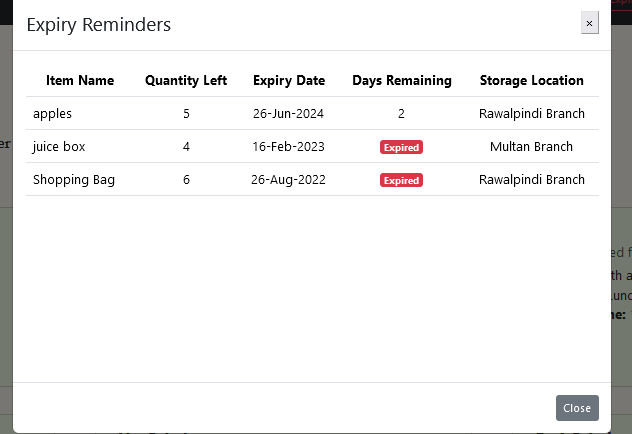 Expiry Reminders
×
Item Name Quantity Left Expiry Date Days Remaining Storage Location
apples 5 26-Jun-2024 2 Rawalpindi Branch
juice box 4 16-Feb-2023 Expired Multan Branch
Shopping Bag 6 26-Aug-2022 Expired Rawalpindi Branch
Close